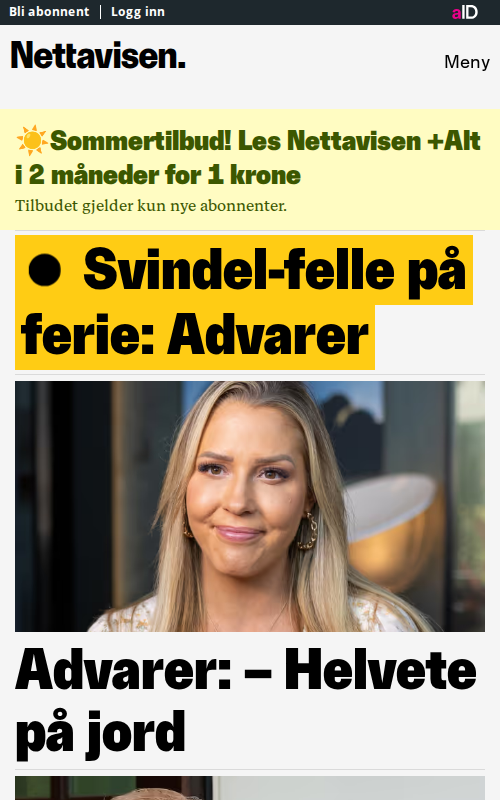 Bli abonnent | Logg inn
aID
Nettavisen.
Meny
☀️Sommertilbud! Les Nettavisen +Alt
i 2 måneder for 1 krone
Tilbudet gjelder kun nye abonnenter.
● Svindel-felle på
ferie: Advarer
Advarer: – Helvete
på jord